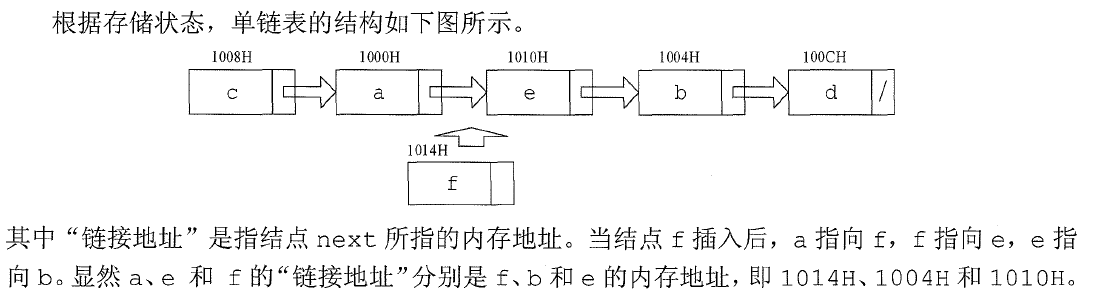 根据存储状态，单链表的结构如下图所示。
1008H 1000H 1010H 1004H 100CH
c a e b d /
1014H
f
其中“链接地址”是指结点 next 所指的内存地址。当结点 f 插入后，a 指向 f，f 指向 e，e 指
向 b。显然 a、e 和 f 的“链接地址”分别是 f、b 和 e 的内存地址，即 1014H、1004H 和 1010H。